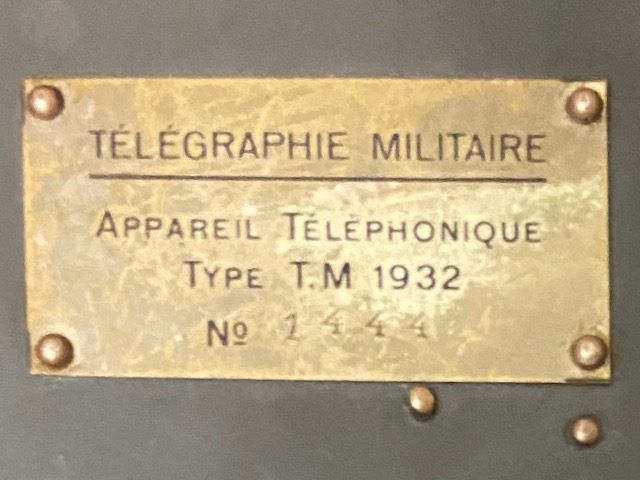 TÉLÉGRAPHIE MILITAIRE
APPAREIL TÉLÉPHONIQUE
TYPE T.M 1932
Nº 1444